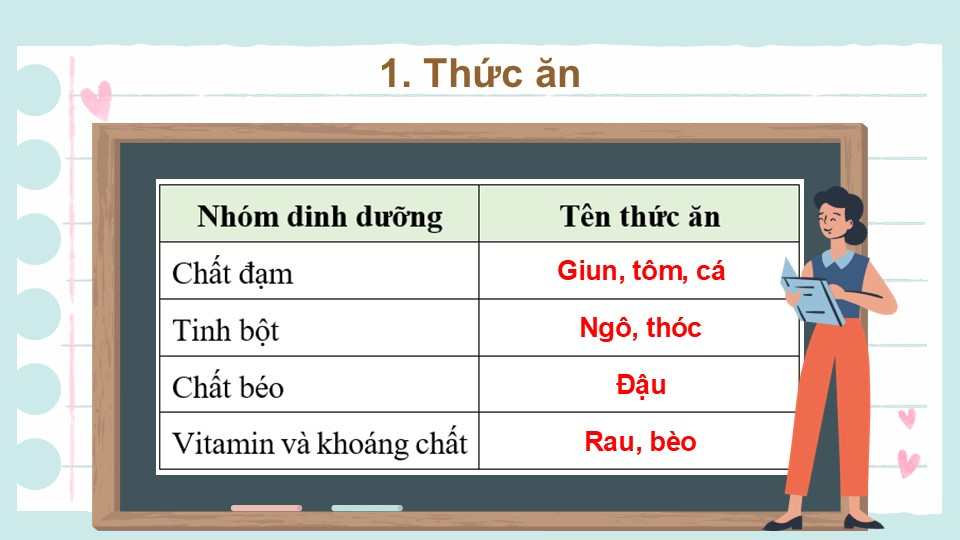 1. Thức ăn
Nhóm dinh dưỡng Tên thức ăn
Chất đạm Giun, tôm, cá
Tinh bột Ngô, thóc
Chất béo Đậu
Vitamin và khoáng chất Rau, bèo